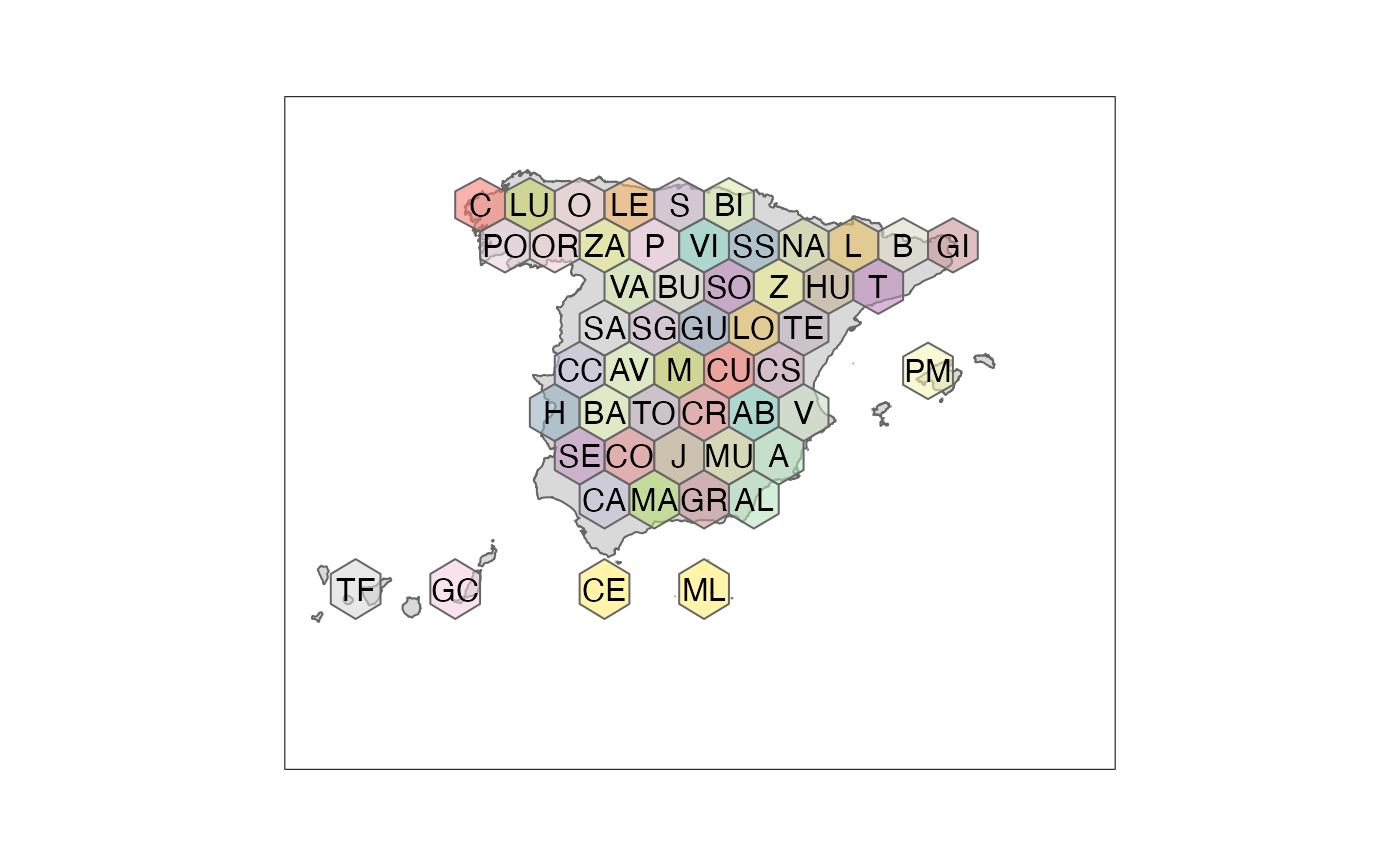 C LU O LE S BI
PO OR ZA P VI SS NA L B GI
VA BU SO Z HU T
SA SG GU LO TE
CC AV M CU CS PM
H BA TO CR AB V
SE CO J MU A
CA MA GR AL
TF GC CE ML